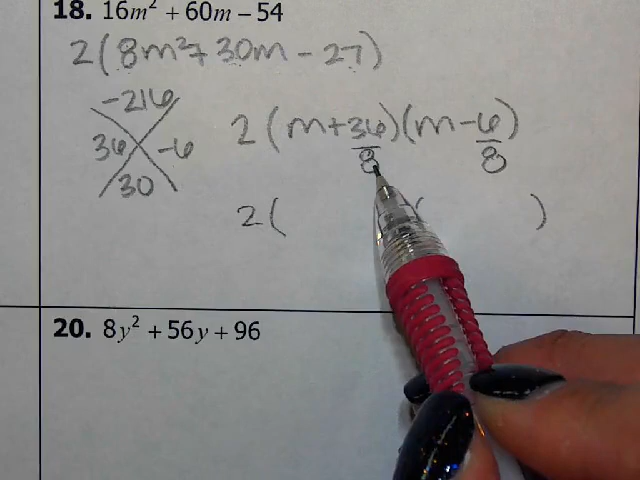 18. 16m² + 60m − 54
2(8m²+30m − 27)
-216
36 -6
30
2(m+36/8)(m-6/8)
2( )( )
20. 8y² + 56y + 96